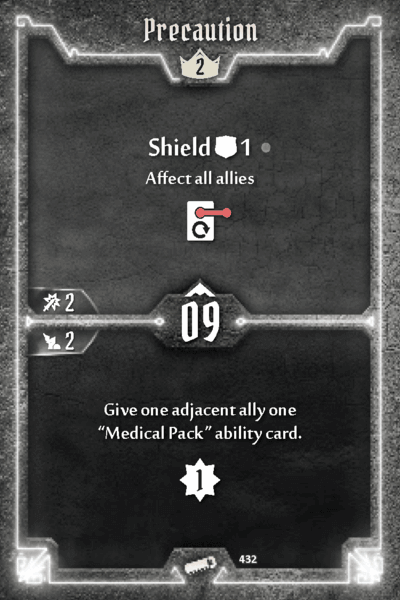 Precaution
2
Shield 1
Affect all allies
2
09
2
Give one adjacent ally one
“Medical Pack” ability card.
1
432